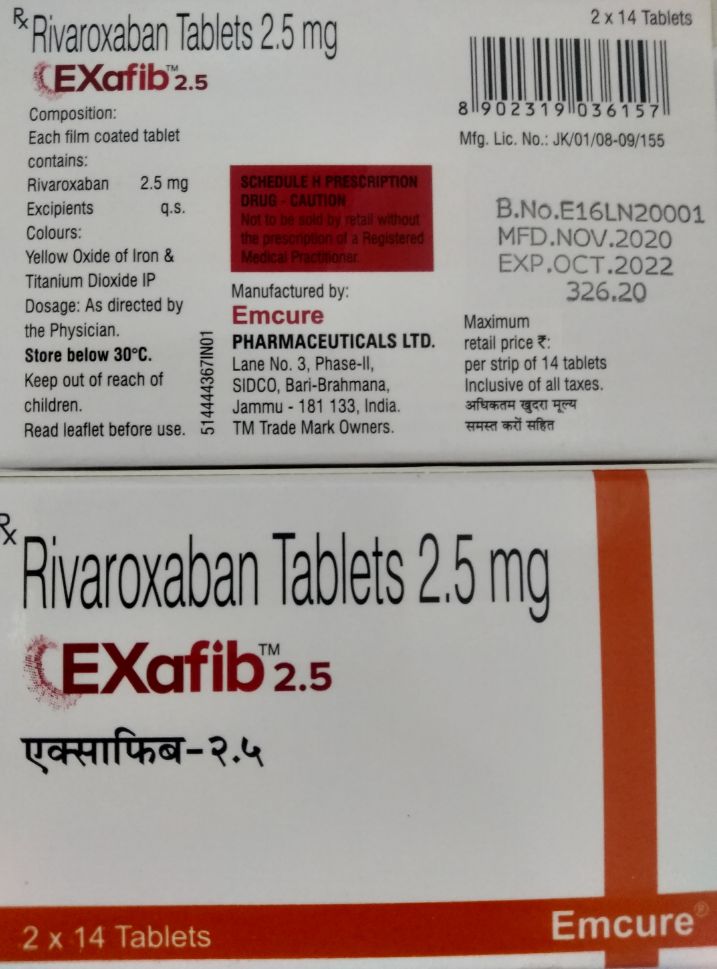 Rx Rivaroxaban Tablets 2.5 mg
EXafib™ 2.5
Composition:
Each film coated tablet
contains:
Rivaroxaban 2.5 mg
Excipients q.s.
Colours:
Yellow Oxide of Iron &
Titanium Dioxide IP
Dosage: As directed by
the Physician.
Store below 30°C.
Keep out of reach of
children.
Read leaflet before use.
514444367IN01
SCHEDULE H PRESCRIPTION
DRUG - CAUTION
Not to be sold by retail without
the prescription of a Registered
Medical Practitioner.
Manufactured by:
Emcure
PHARMACEUTICALS LTD.
Lane No. 3, Phase-II,
SIDCO, Bari-Brahmana,
Jammu - 181 133, India.
TM Trade Mark Owners.
2 x 14 Tablets
8 902319 036157
Mfg. Lic. No.: JK/01/08-09/155
B.No.E16LN20001
MFD.NOV.2020
EXP.OCT.2022
326.20
Maximum
retail price ₹:
per strip of 14 tablets
Inclusive of all taxes.
अधिकतम खुदरा मूल्य
समस्त करों सहित
Rx Rivaroxaban Tablets 2.5 mg
EXafib™ 2.5
एक्साफिब-२.५
2 x 14 Tablets
Emcure®